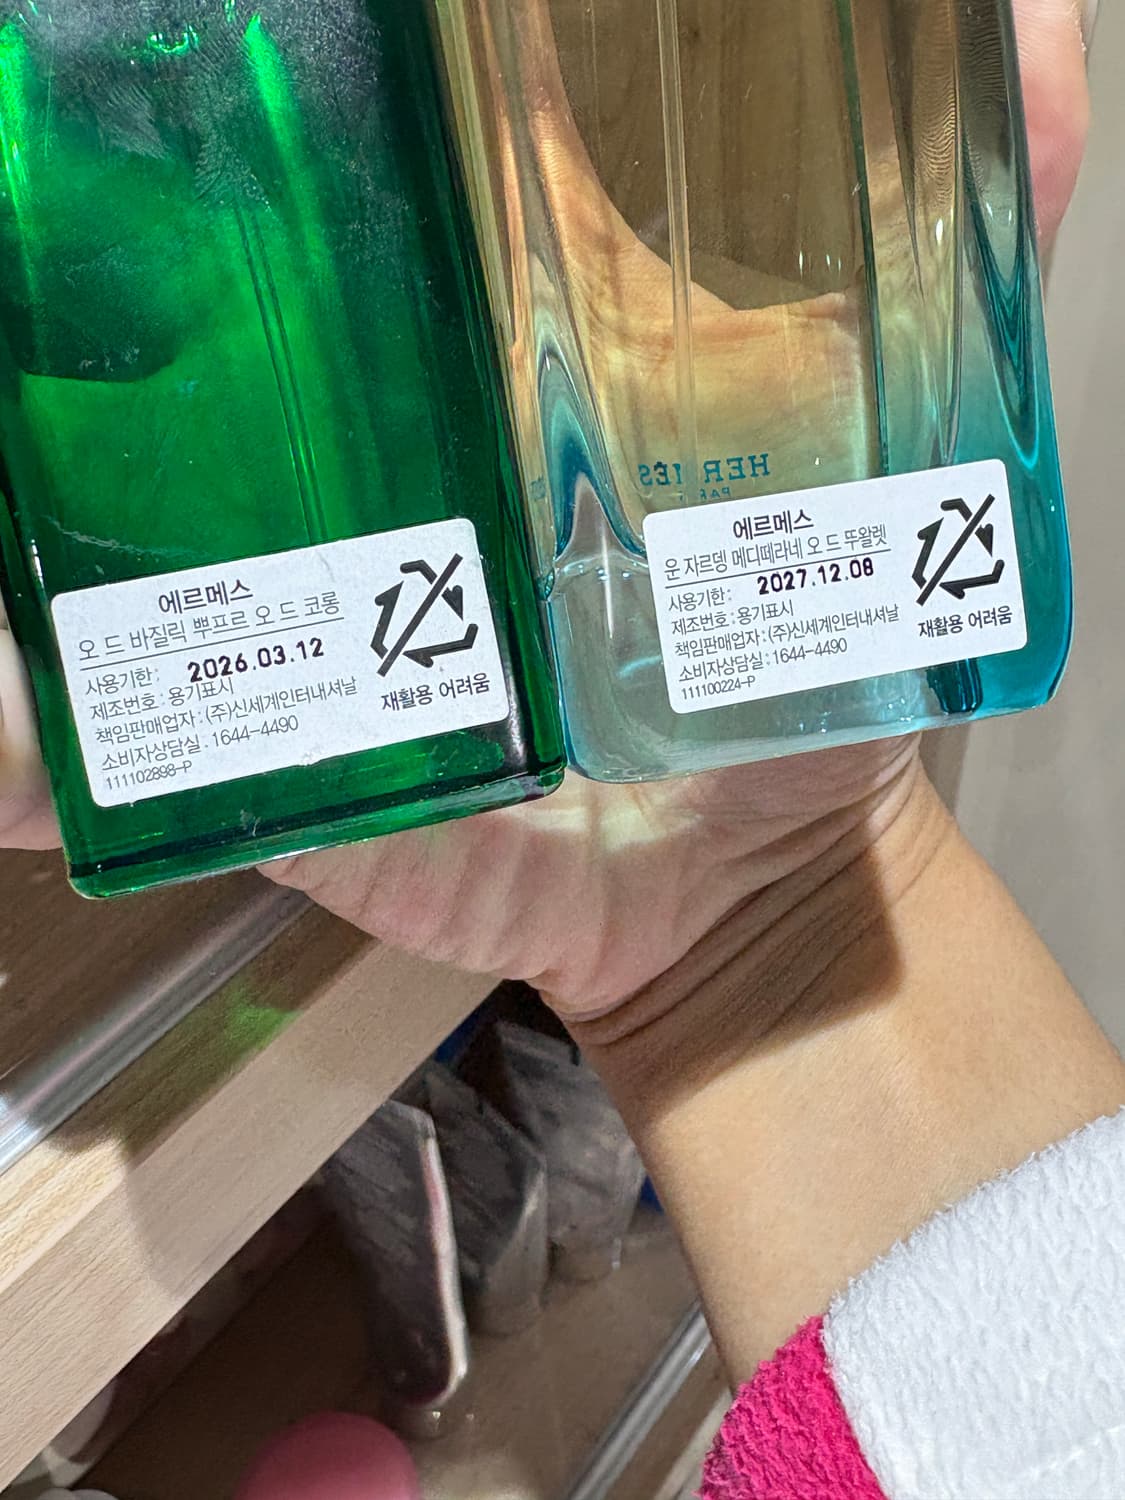 에르메스
오 드 바질릭 뿌프르 오 드 코롱
사용기한: 2026.03.12
제조번호 : 용기표시
책임판매업자 : (주)신세계인터내셔날
소비자상담실 : 1644-4490
111102898-P
재활용 어려움
HERMÈS
에르메스
운 자르뎅 메디떼라네 오 드 뚜왈렛
사용기한: 2027.12.08
제조번호 : 용기표시
책임판매업자 : (주)신세계인터내셔날
소비자상담실 : 1644-4490
111100224-P
재활용 어려움